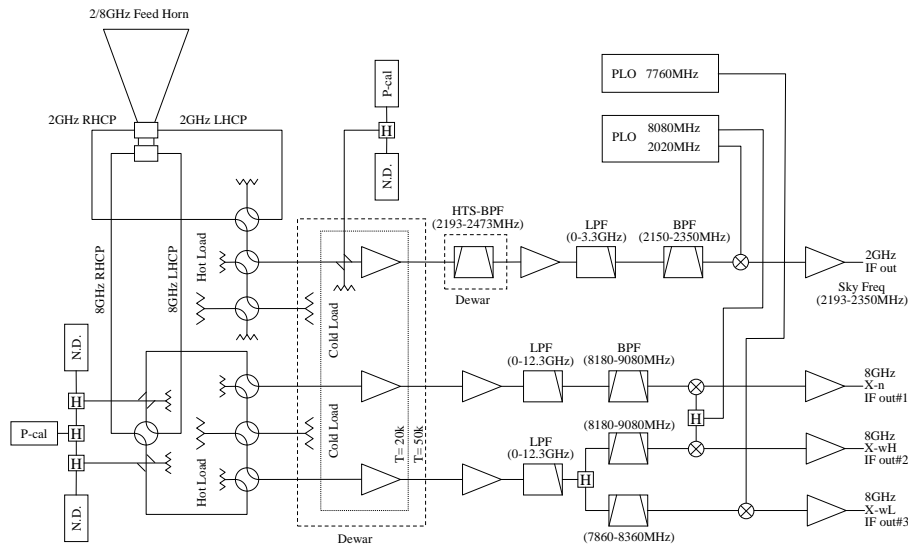 2/8GHz Feed Horn
2GHz RHCP
2GHz LHCP
P-cal
H
N.D.
PLO 7760MHz
PLO 8080MHz
2020MHz
8GHz RHCP
8GHz LHCP
Hot Load
Cold Load
HTS-BPF
(2193-2473MHz)
Dewar
LPF
(0-3.3GHz)
BPF
(2150-2350MHz)
2GHz
IF out
Sky Freq
(2193-2350MHz)
N.D.
H
P-cal
H
H
N.D.
Hot Load
Cold Load
T= 20k
T= 50k
Dewar
LPF
(0-12.3GHz)
BPF
(8180-9080MHz)
8GHz
X-n
IF out#1
H
LPF
(0-12.3GHz)
H
(8180-9080MHz)
8GHz
X-wH
IF out#2
(7860-8360MHz)
8GHz
X-wL
IF out#3